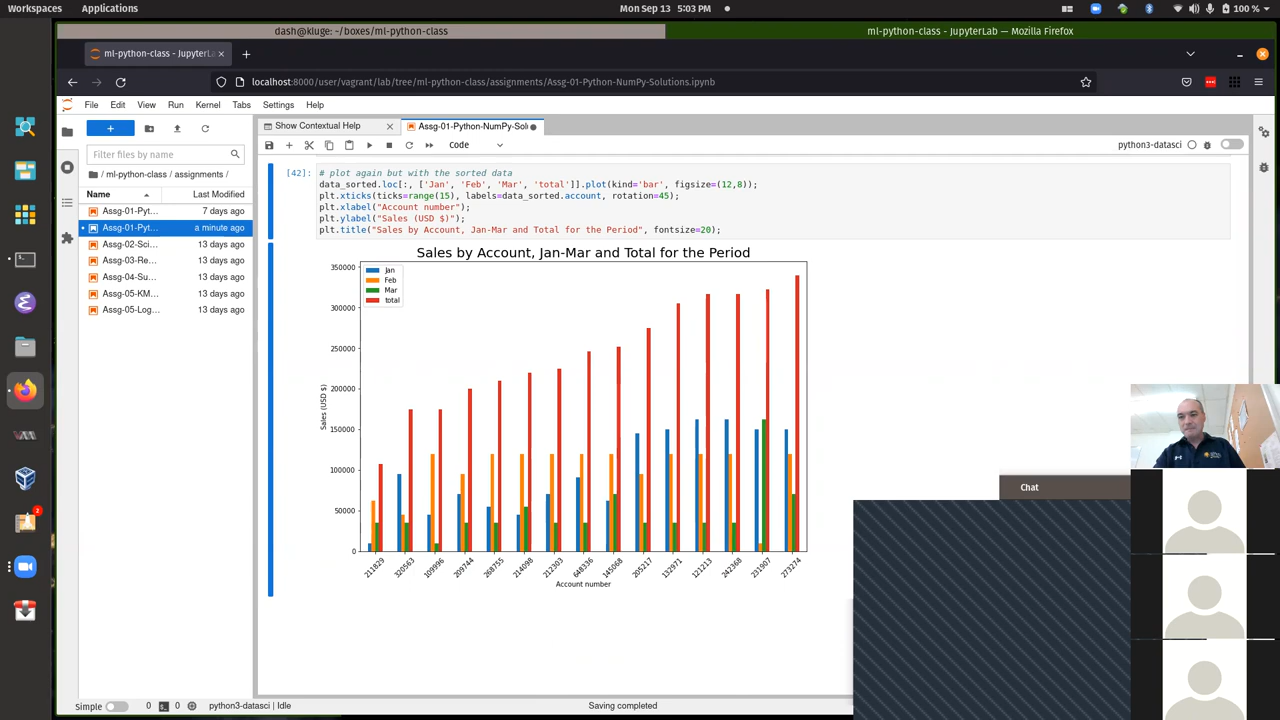 Workspaces Applications Mon Sep 13 5:03 PM 100 %
dash@kluge: ~/boxes/ml-python-class ml-python-class - JupyterLab — Mozilla Firefox
ml-python-class - JupyterL
localhost:8000/user/vagrant/lab/tree/ml-python-class/assignments/Assg-01-Python-NumPy-Solutions.ipynb
File Edit View Run Kernel Tabs Settings Help
Show Contextual Help Assg-01-Python-NumPy-Sol
Code python3-datasci
Filter files by name
/ ml-python-class / assignments /
Name Last Modified
Assg-01-Pyt... 7 days ago
Assg-01-Pyt... a minute ago
Assg-02-Sci... 13 days ago
Assg-03-Re... 13 days ago
Assg-04-Su... 13 days ago
Assg-05-KM... 13 days ago
Assg-05-Log... 13 days ago
[42]: # plot again but with the sorted data
data_sorted.loc[:, ['Jan', 'Feb', 'Mar', 'total']].plot(kind='bar', figsize=(12,8));
plt.xticks(ticks=range(15), labels=data_sorted.account, rotation=45);
plt.xlabel("Account number");
plt.ylabel("Sales (USD $)");
plt.title("Sales by Account, Jan-Mar and Total for the Period", fontsize=20);
Sales by Account, Jan-Mar and Total for the Period
Jan
Feb
Mar
total
350000
300000
250000
200000
150000
100000
50000
0
Sales (USD $)
211829 320563 109996 209744 268755 214098 212303 648336 145068 205217 132971 121213 242368 231907 273274
Account number
Chat
2
Simple 0 0 python3-datasci | Idle Saving completed